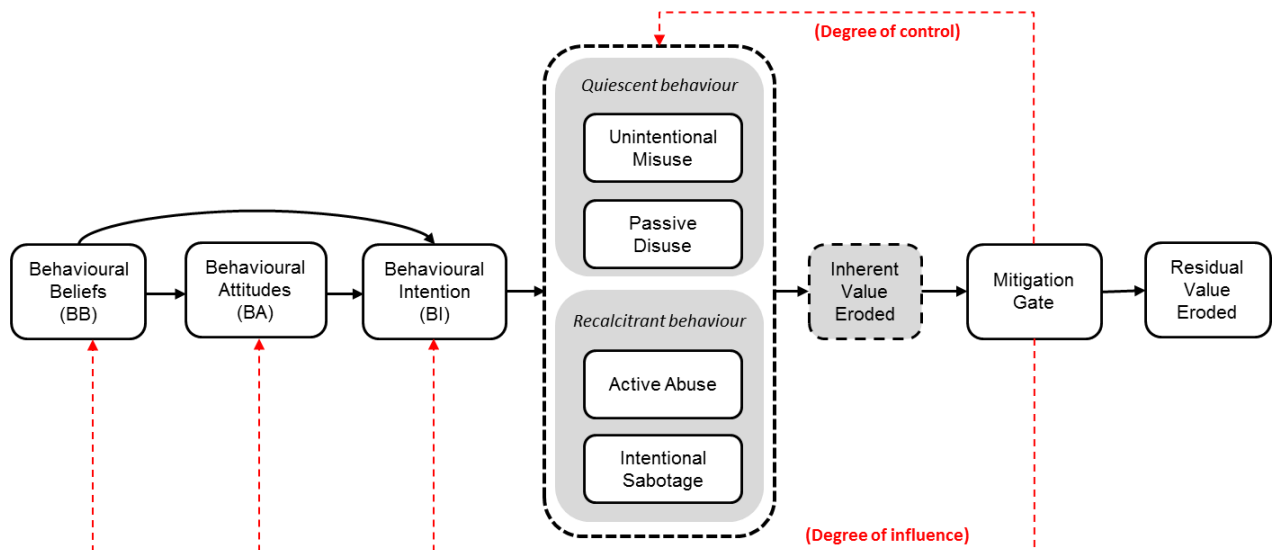 (Degree of control)
Quiescent behaviour
Unintentional
Misuse
Passive
Disuse
Behavioural
Beliefs
(BB)
Behavioural
Attitudes
(BA)
Behavioural
Intention
(BI)
Inherent
Value
Eroded
Mitigation
Gate
Residual
Value
Eroded
Recalcitrant behaviour
Active Abuse
Intentional
Sabotage
(Degree of influence)